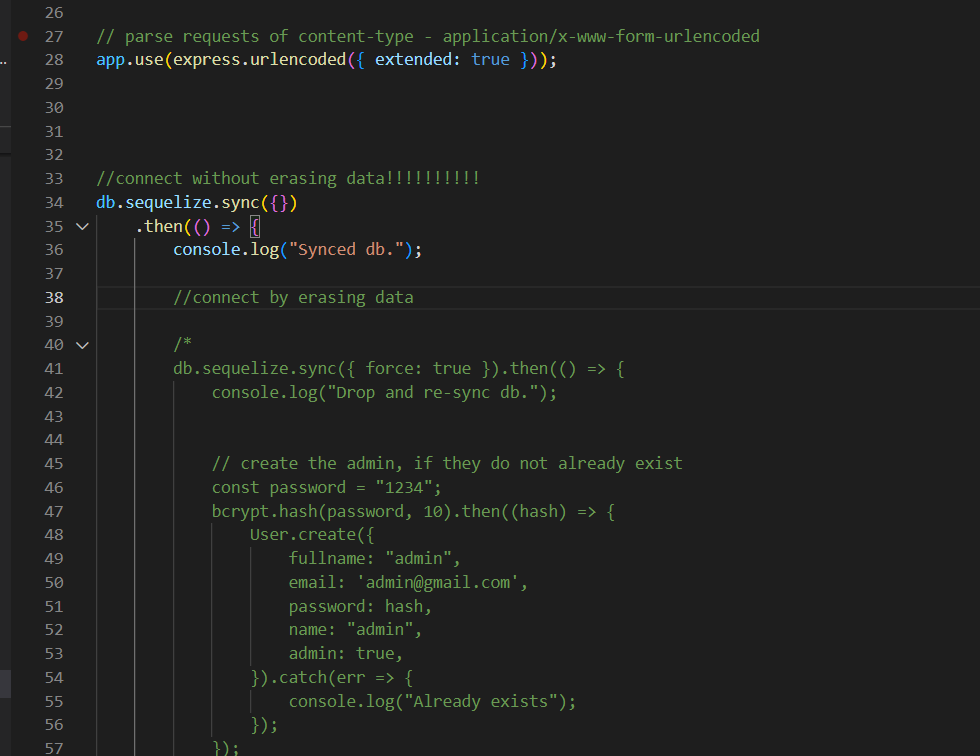 26
27 // parse requests of content-type - application/x-www-form-urlencoded
28 app.use(express.urlencoded({ extended: true }));
29
30
31
32
33 //connect without erasing data!!!!!!!!!!
34 db.sequelize.sync({})
35 .then(() => {
36 console.log("Synced db.");
37
38 //connect by erasing data
39
40 /*
41 db.sequelize.sync({ force: true }).then(() => {
42 console.log("Drop and re-sync db.");
43
44
45 // create the admin, if they do not already exist
46 const password = "1234";
47 bcrypt.hash(password, 10).then((hash) => {
48 User.create({
49 fullname: "admin",
50 email: 'admin@gmail.com',
51 password: hash,
52 name: "admin",
53 admin: true,
54 }).catch(err => {
55 console.log("Already exists");
56 });
57 });